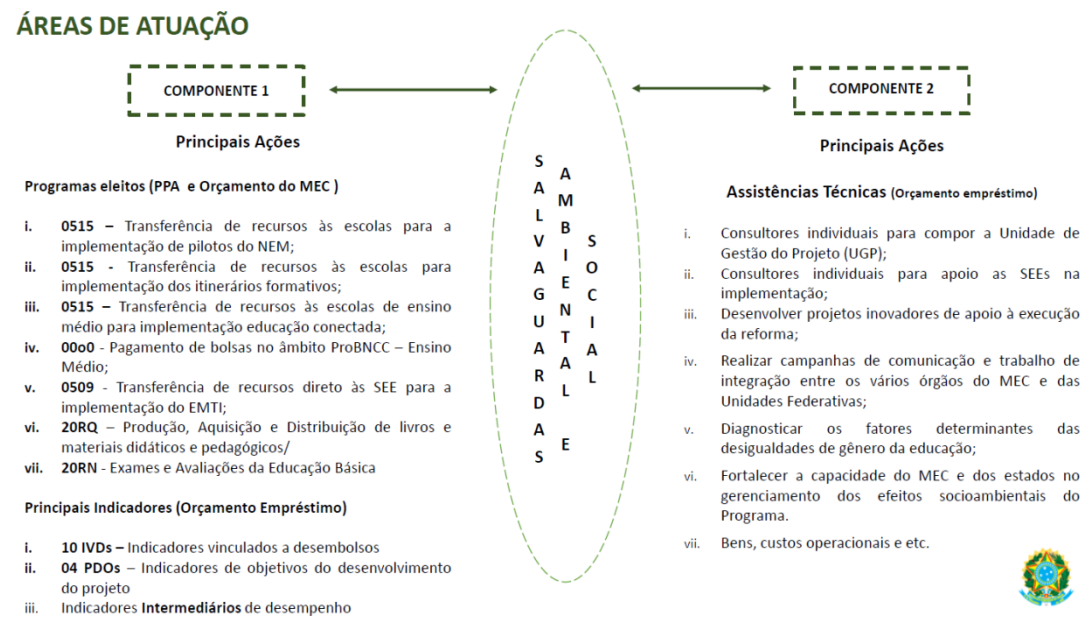 ÁREAS DE ATUAÇÃO
COMPONENTE 1
Principais Ações
Programas eleitos (PPA e Orçamento do MEC )
i. 0515 – Transferência de recursos às escolas para a
implementação de pilotos do NEM;
ii. 0515 - Transferência de recursos às escolas para
implementação dos itinerários formativos;
iii. 0515 – Transferência de recursos às escolas de ensino
médio para implementação educação conectada;
iv. 00o0 - Pagamento de bolsas no âmbito ProBNCC – Ensino
Médio;
v. 0509 - Transferência de recursos direto às SEE para a
implementação do EMTI;
vi. 20RQ – Produção, Aquisição e Distribuição de livros e
materiais didáticos e pedagógicos/
vii. 20RN - Exames e Avaliações da Educação Básica
Principais Indicadores (Orçamento Empréstimo)
i. 10 IVDs – Indicadores vinculados a desembolsos
ii. 04 PDOs – Indicadores de objetivos do desenvolvimento
do projeto
iii. Indicadores Intermediários de desempenho
SALVAGUARDAS
AMBIENTAL E
SOCIAL
COMPONENTE 2
Principais Ações
Assistências Técnicas (Orçamento empréstimo)
i. Consultores individuais para compor a Unidade de
Gestão do Projeto (UGP);
ii. Consultores individuais para apoio as SEEs na
implementação;
iii. Desenvolver projetos inovadores de apoio à execução
da reforma;
iv. Realizar campanhas de comunicação e trabalho de
integração entre os vários órgãos do MEC e das
Unidades Federativas;
v. Diagnosticar os fatores determinantes das
desigualdades de gênero da educação;
vi. Fortalecer a capacidade do MEC e dos estados no
gerenciamento dos efeitos socioambientais do
Programa.
vii. Bens, custos operacionais e etc.